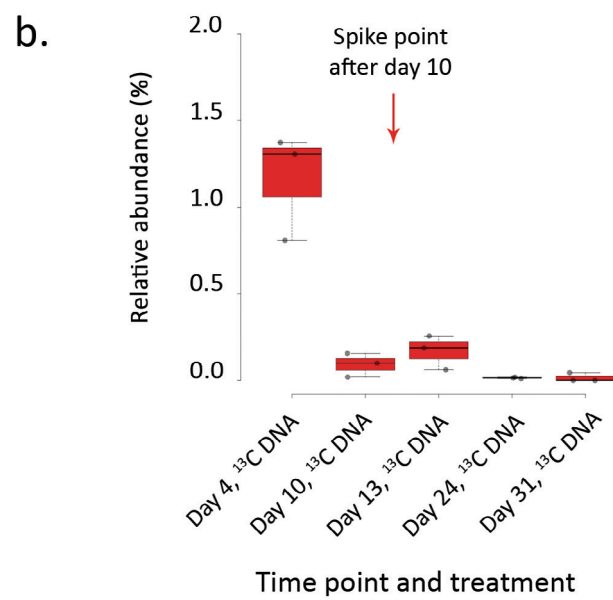 b.
Spike point
after day 10
Relative abundance (%)
2.0
1.5
1.0
0.5
0.0
Day 4, ¹³C DNA
Day 10, ¹³C DNA
Day 13, ¹³C DNA
Day 24, ¹³C DNA
Day 31, ¹³C DNA
Time point and treatment